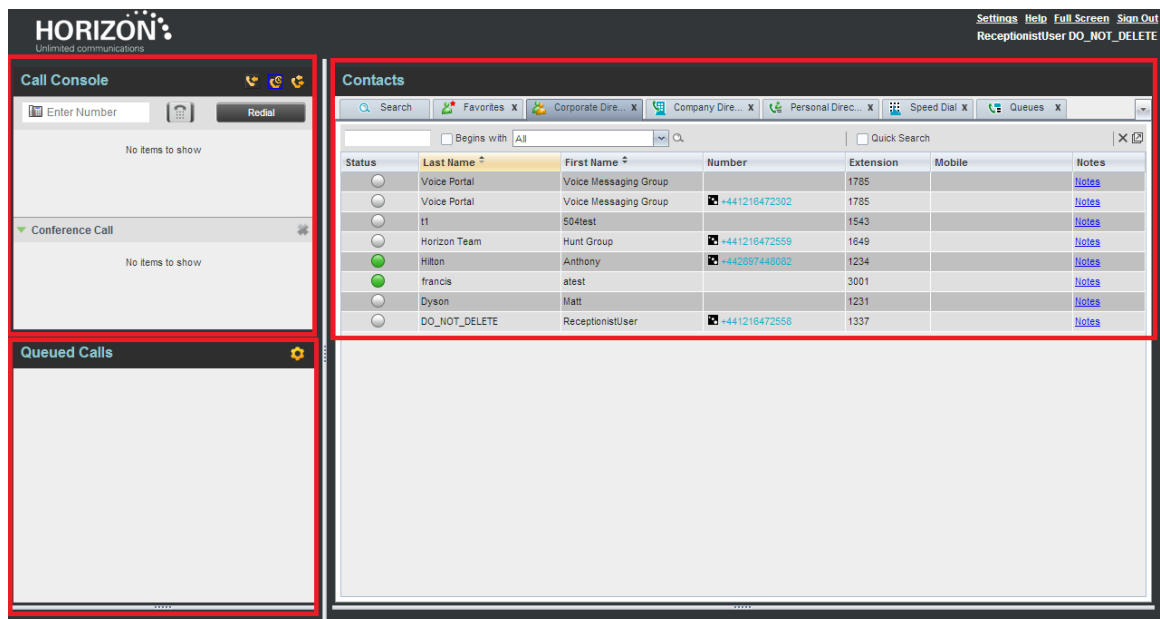 HORIZON
Unlimited communications
Settings Help Full Screen Sign Out
ReceptionistUser DO_NOT_DELETE
Call Console
Enter Number Redial
No items to show
Conference Call
No items to show
Queued Calls
Contacts
Search Favorites X Corporate Dire... X Company Dire... X Personal Direc... X Speed Dial X Queues X
Begins with All Quick Search
Status Last Name First Name Number Extension Mobile Notes
Voice Portal Voice Messaging Group 1785 Notes
Voice Portal Voice Messaging Group +441216472302 1785 Notes
t1 504test 1543 Notes
Horizon Team Hunt Group +441216472559 1649 Notes
Hilton Anthony +442897448082 1234 Notes
francis atest 3001 Notes
Dyson Matt 1231 Notes
DO_NOT_DELETE ReceptionistUser +441216472558 1337 Notes